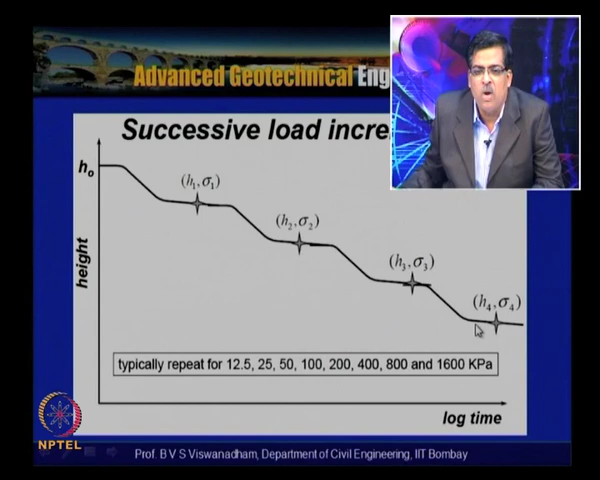 Advanced Geotechnical Eng
Successive load incre
h₀
(h₁,σ₁)
(h₂,σ₂)
(h₃,σ₃)
(h₄,σ₄)
height
typically repeat for 12.5, 25, 50, 100, 200, 400, 800 and 1600 KPa
log time
NPTEL
Prof. B V S Viswanadham, Department of Civil Engineering, IIT Bombay